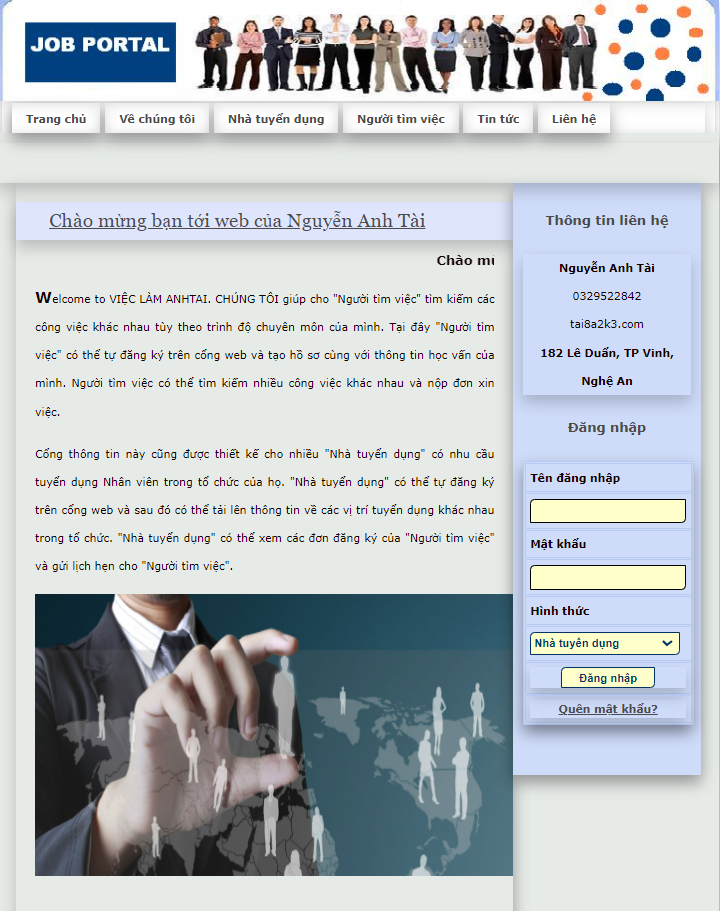 JOB PORTAL
Trang chủ
Về chúng tôi
Nhà tuyển dụng
Người tìm việc
Tin tức
Liên hệ
Chào mừng bạn tới web của Nguyễn Anh Tài
Chào mừ
Welcome to VIỆC LÀM ANHTAI. CHÚNG TÔI giúp cho "Người tìm việc" tìm kiếm các
công việc khác nhau tùy theo trình độ chuyên môn của mình. Tại đây "Người tìm
việc" có thể tự đăng ký trên cổng web và tạo hồ sơ cùng với thông tin học vấn của
mình. Người tìm việc có thể tìm kiếm nhiều công việc khác nhau và nộp đơn xin
việc.
Cổng thông tin này cũng được thiết kế cho nhiều "Nhà tuyển dụng" có nhu cầu
tuyển dụng Nhân viên trong tổ chức của họ. "Nhà tuyển dụng" có thể tự đăng ký
trên cổng web và sau đó có thể tải lên thông tin về các vị trí tuyển dụng khác nhau
trong tổ chức. "Nhà tuyển dụng" có thể xem các đơn đăng ký của "Người tìm việc"
và gửi lịch hẹn cho "Người tìm việc".
Thông tin liên hệ
Nguyễn Anh Tài
0329522842
tai8a2k3.com
182 Lê Duẩn, TP Vinh,
Nghệ An
Đăng nhập
Tên đăng nhập
Mật khẩu
Hình thức
Nhà tuyển dụng
Đăng nhập
Quên mật khẩu?